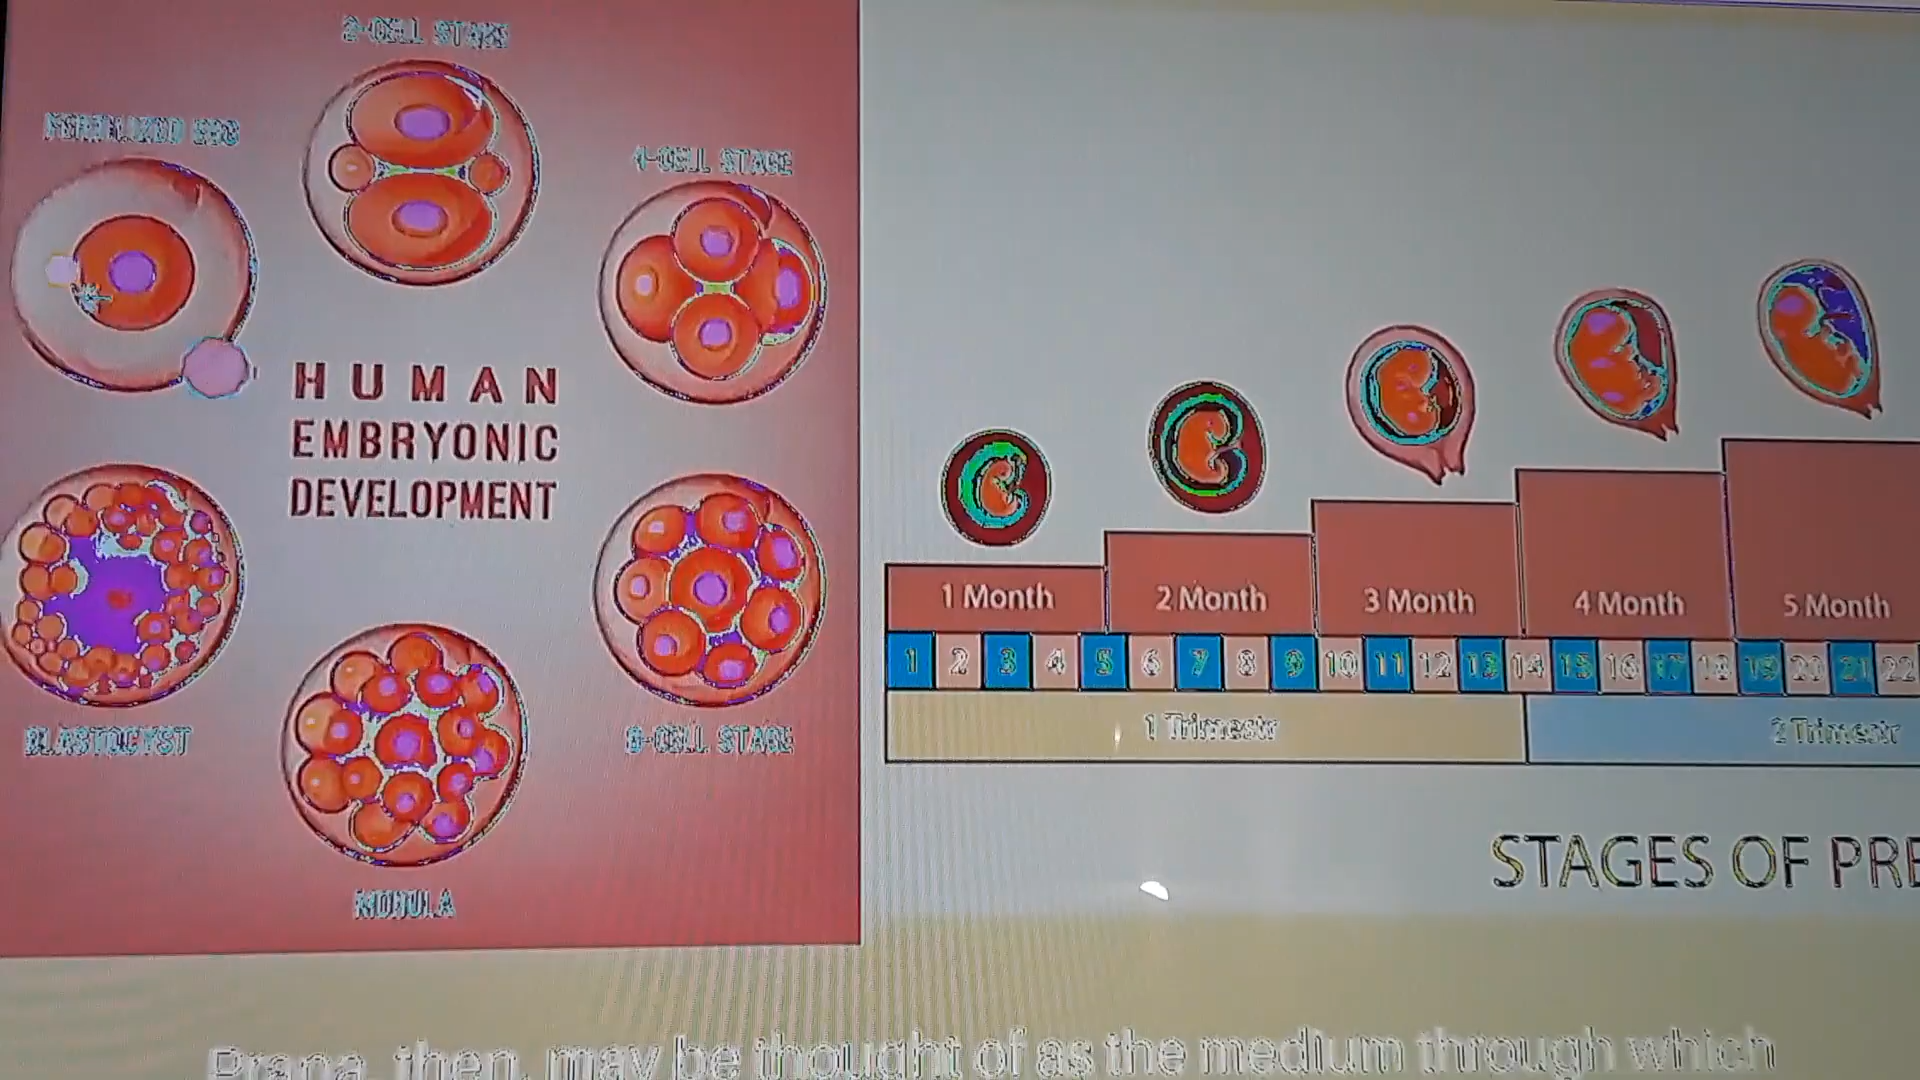 2-CELL STAGE
FERTILIZED EGG
4-CELL STAGE
HUMAN
EMBRYONIC
DEVELOPMENT
BLASTOCYST
8-CELL STAGE
MORULA
1 Month
2 Month
3 Month
4 Month
5 Month
1 2 3 4 5 6 7 8 9 10 11 12 13 14 15 16 17 18 19 20 21 22
1 Trimestr
2 Trimestr
STAGES OF PRE
Prana, then, may be thought of as the medium through which